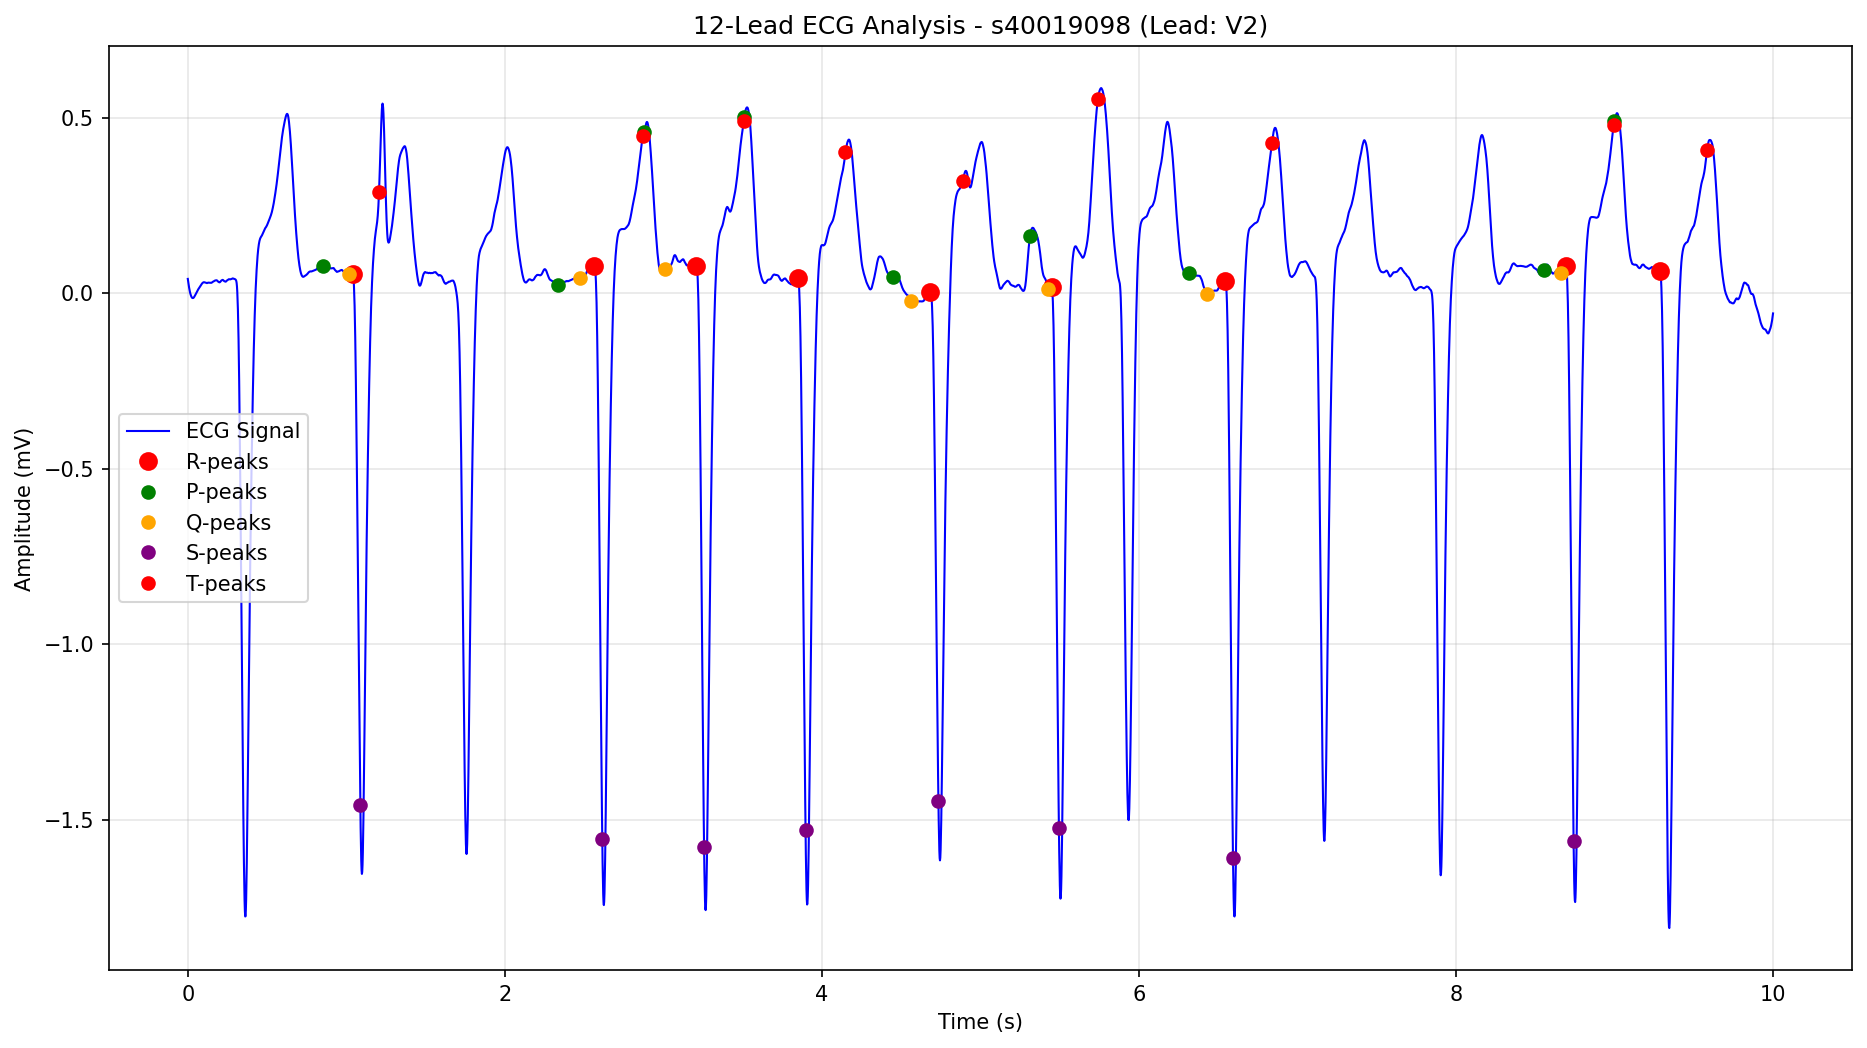 12-Lead ECG Analysis - s40019098 (Lead: V2)
0.5
0.0
−0.5
−1.0
−1.5
Amplitude (mV)
ECG Signal
R-peaks
P-peaks
Q-peaks
S-peaks
T-peaks
0
2
4
6
8
10
Time (s)